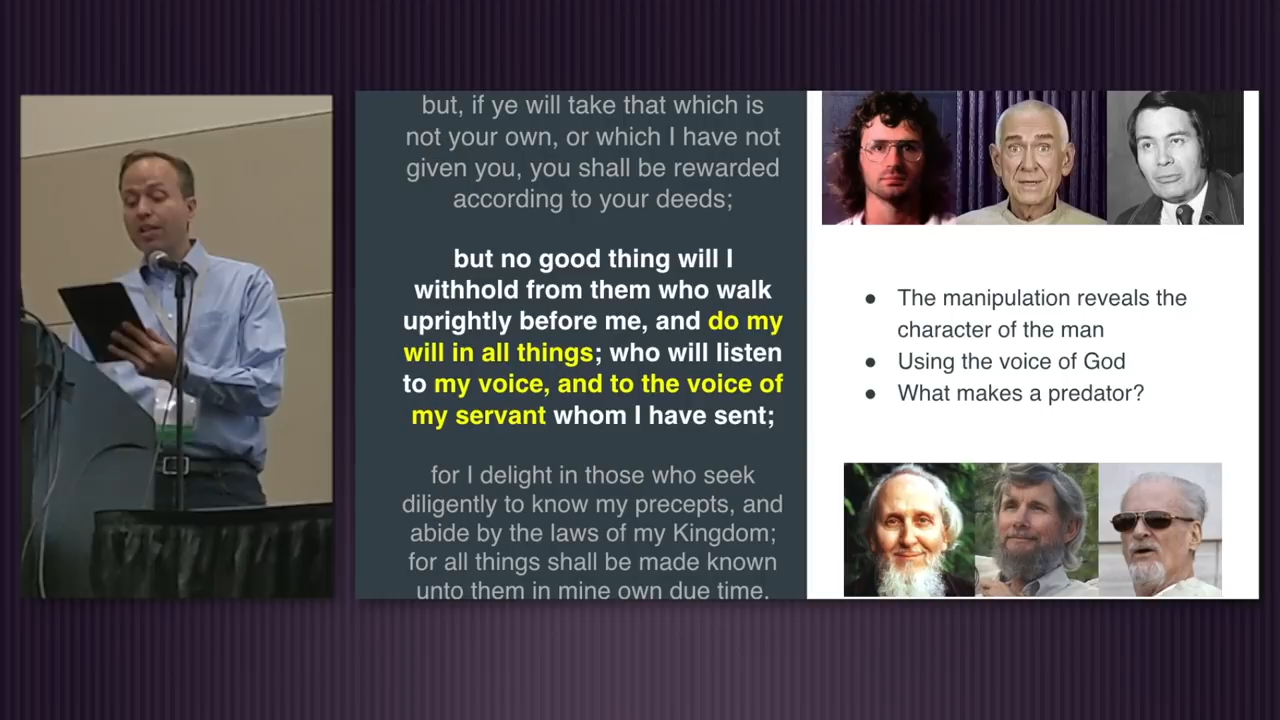 but, if ye will take that which is
not your own, or which I have not
given you, you shall be rewarded
according to your deeds;
but no good thing will I
withhold from them who walk
uprightly before me, and do my
will in all things; who will listen
to my voice, and to the voice of
my servant whom I have sent;
for I delight in those who seek
diligently to know my precepts, and
abide by the laws of my Kingdom;
for all things shall be made known
unto them in mine own due time.
● The manipulation reveals the
character of the man
● Using the voice of God
● What makes a predator?